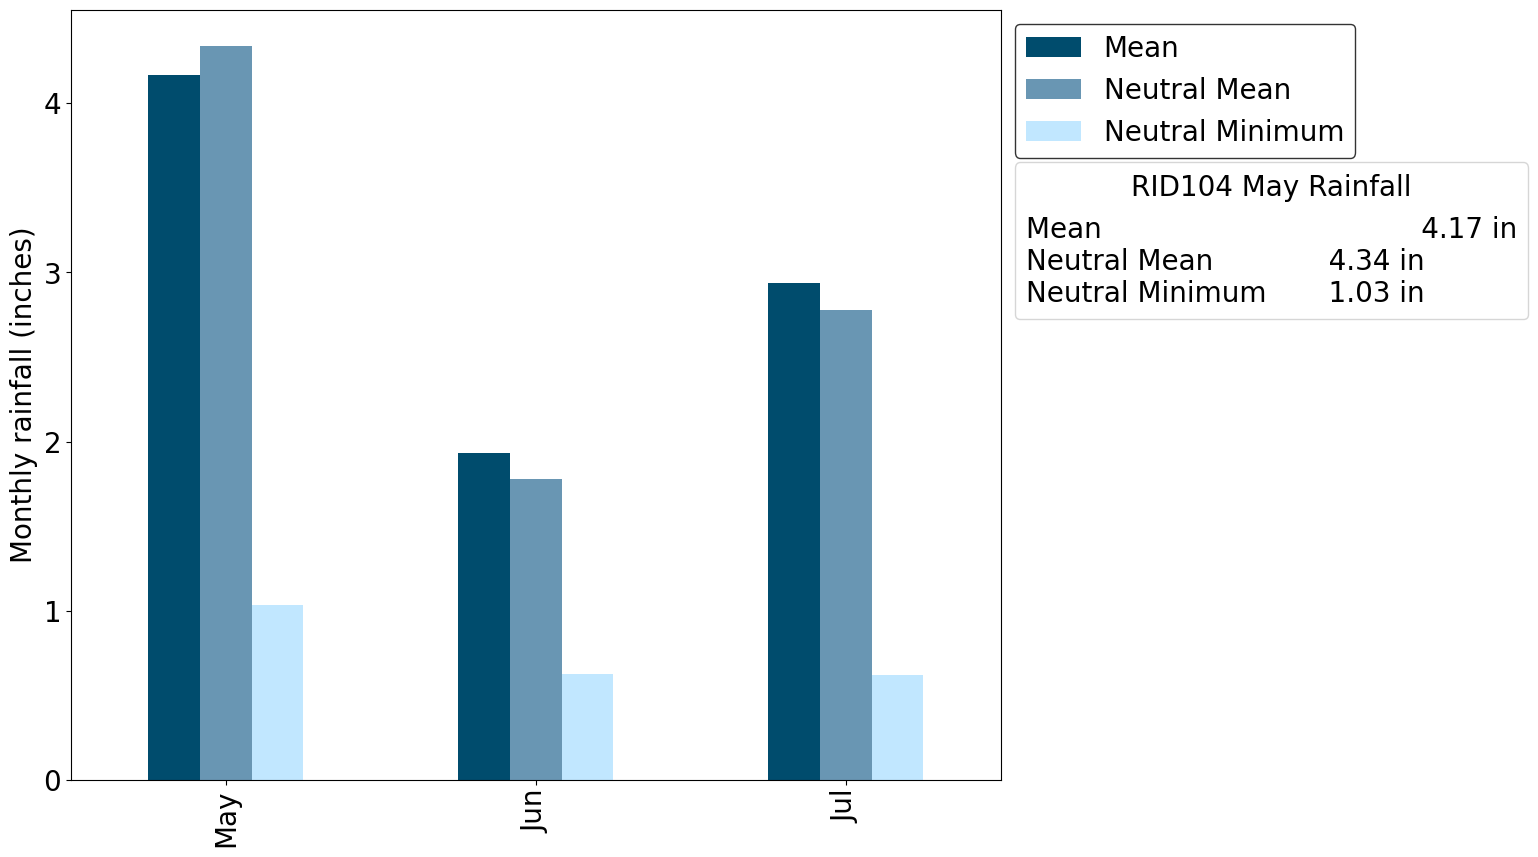 Monthly rainfall (inches)
4
3
2
1
0
May
Jun
Jul
Mean
Neutral Mean
Neutral Minimum
RID104 May Rainfall
Mean 4.17 in
Neutral Mean 4.34 in
Neutral Minimum 1.03 in